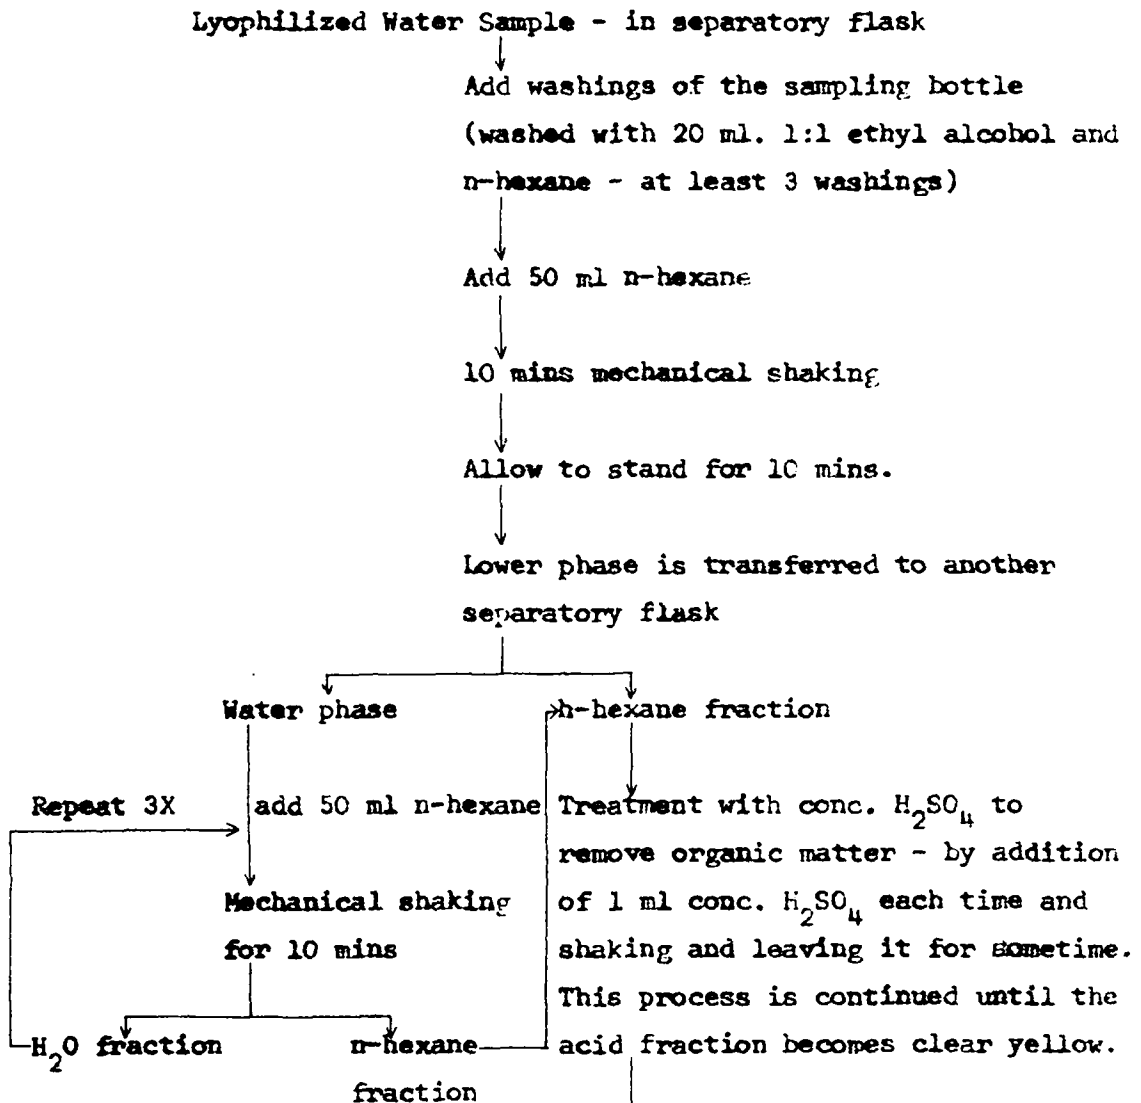 Lyophilized Water Sample - in separatory flask
Add washings of the sampling bottle
(washed with 20 ml. 1:1 ethyl alcohol and
n-hexane - at least 3 washings)
Add 50 ml n-hexane
10 mins mechanical shaking
Allow to stand for 10 mins.
Lower phase is transferred to another
separatory flask
Water phase
h-hexane fraction
Repeat 3X
add 50 ml n-hexane
Mechanical shaking
for 10 mins
H₂O fraction
n-hexane
fraction
Treatment with conc. H₂SO₄ to
remove organic matter - by addition
of 1 ml conc. H₂SO₄ each time and
shaking and leaving it for sometime.
This process is continued until the
acid fraction becomes clear yellow.